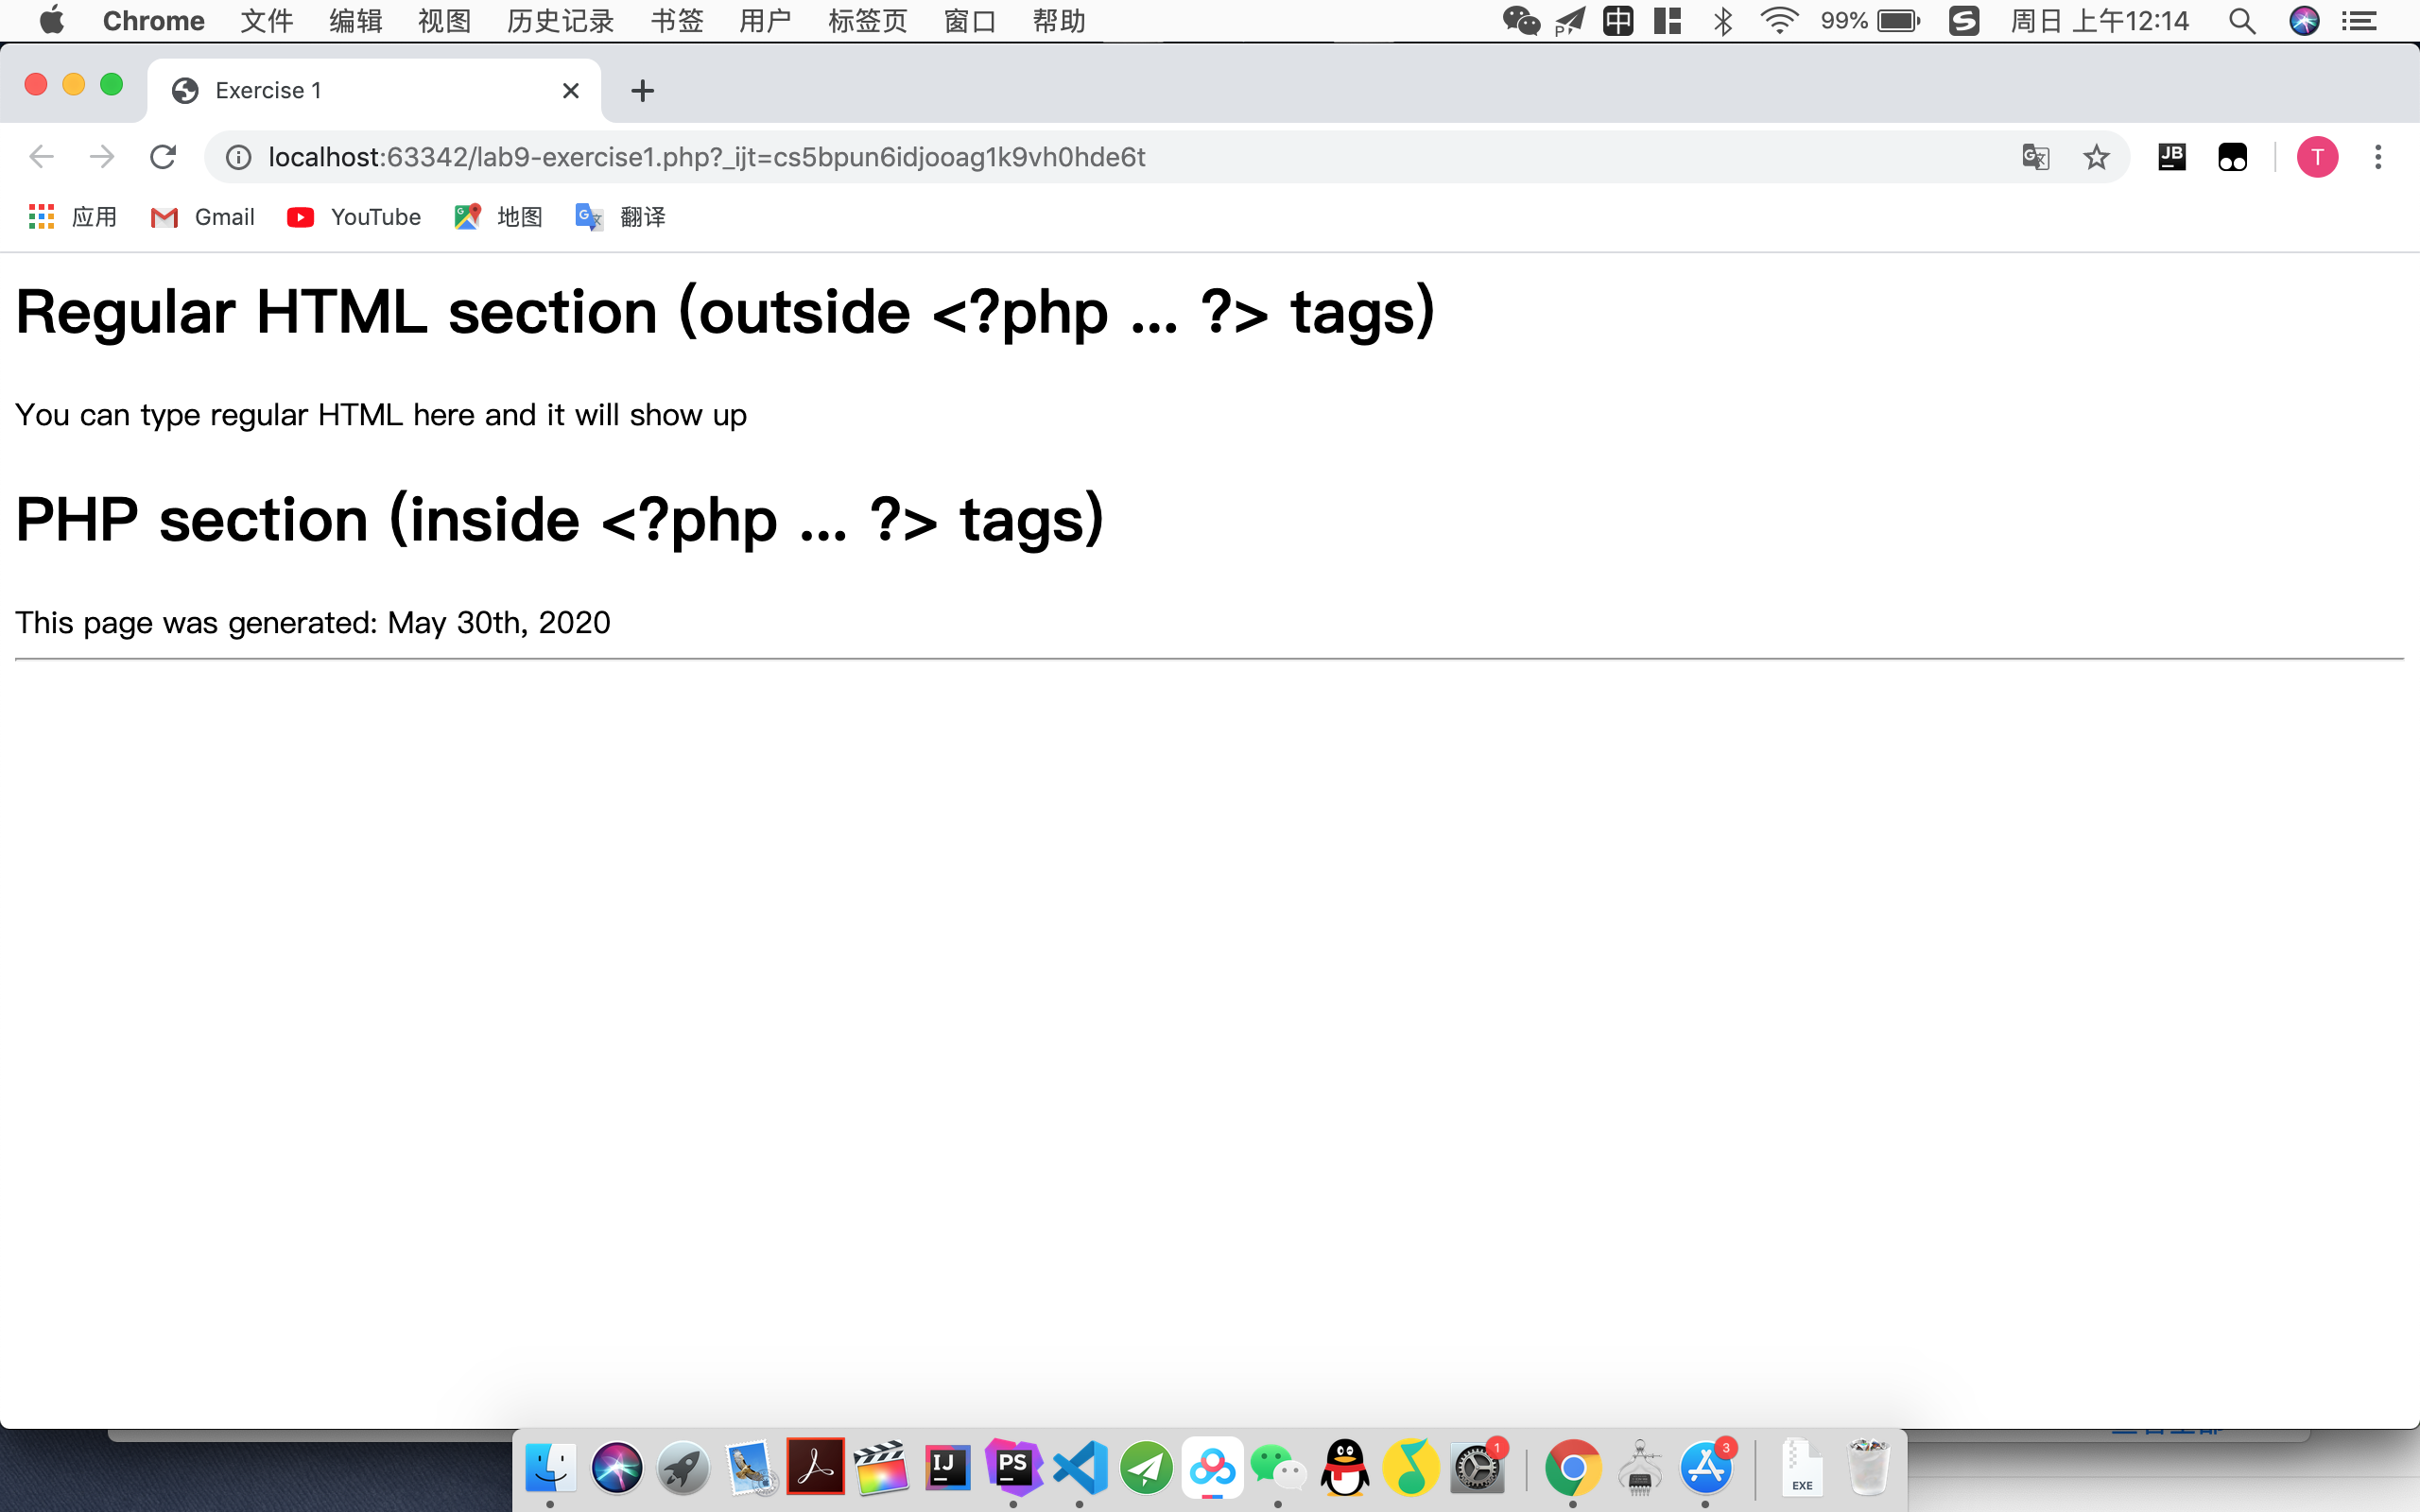 Chrome 文件 编辑 视图 历史记录 书签 用户 标签页 窗口 帮助 中 99% 周日 上午12:14
Exercise 1
localhost:63342/lab9-exercise1.php?_ijt=cs5bpun6idjooag1k9vh0hde6t JB T
应用 Gmail YouTube 地图 翻译
Regular HTML section (outside <?php ... ?> tags)
You can type regular HTML here and it will show up
PHP section (inside <?php ... ?> tags)
This page was generated: May 30th, 2020
IJ PS 1 3 EXE